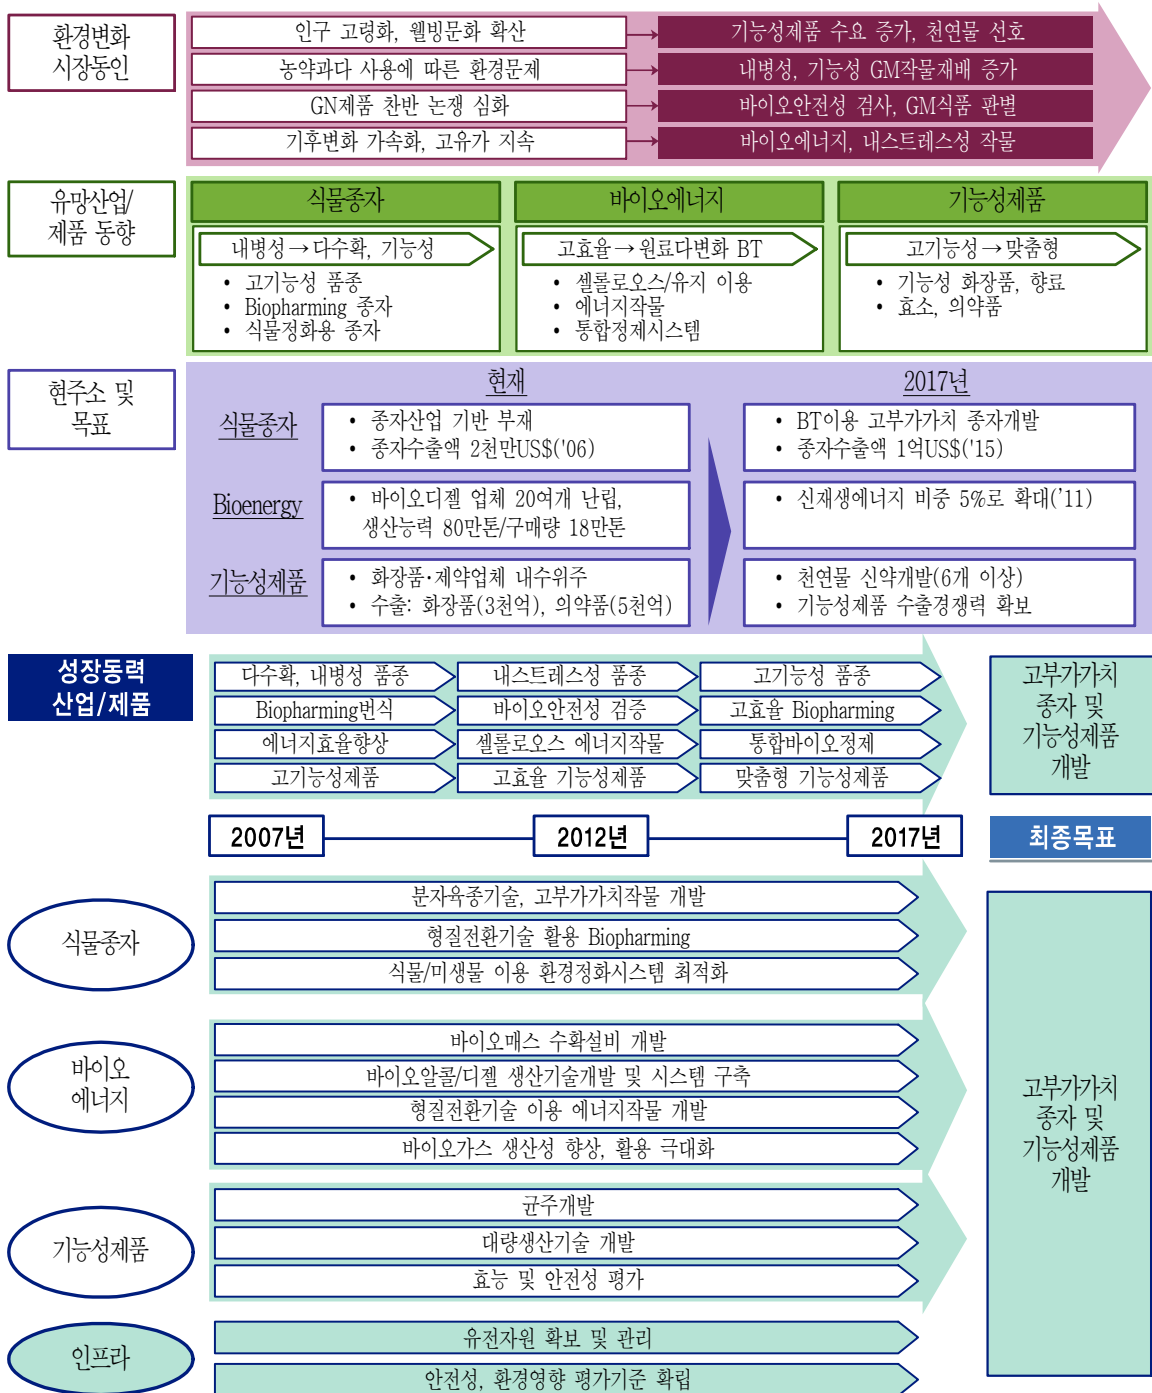 환경변화
시장동인
인구 고령화, 웰빙문화 확산
기능성제품 수요 증가, 천연물 선호
농약과다 사용에 따른 환경문제
내병성, 기능성 GM작물재배 증가
GN제품 찬반 논쟁 심화
바이오안전성 검사, GM식품 판별
기후변화 가속화, 고유가 지속
바이오에너지, 내스트레스성 작물
유망산업/
제품 동향
식물종자
내병성→다수확, 기능성
• 고기능성 품종
• Biopharming 종자
• 식물정화용 종자
바이오에너지
고효율→원료다변화 BT
• 셀롤로오스/유지 이용
• 에너지작물
• 통합정제시스템
기능성제품
고기능성→맞춤형
• 기능성 화장품, 향료
• 효소, 의약품
현주소 및
목표
현재
2017년
식물종자
• 종자산업 기반 부재
• 종자수출액 2천만US$('06)
• BT이용 고부가가치 종자개발
• 종자수출액 1억US$('15)
Bioenergy
• 바이오디젤 업체 20여개 난립,
생산능력 80만톤/구매량 18만톤
• 신재생에너지 비중 5%로 확대('11)
기능성제품
• 화장품·제약업체 내수위주
• 수출: 화장품(3천억), 의약품(5천억)
• 천연물 신약개발(6개 이상)
• 기능성제품 수출경쟁력 확보
성장동력
산업/제품
다수확, 내병성 품종
내스트레스성 품종
고기능성 품종
Biopharming번식
바이오안전성 검증
고효율 Biopharming
에너지효율향상
셀롤로오스 에너지작물
통합바이오정제
고기능성제품
고효율 기능성제품
맞춤형 기능성제품
고부가가치
종자 및
기능성제품
개발
2007년
2012년
2017년
최종목표
식물종자
분자육종기술, 고부가가치작물 개발
형질전환기술 활용 Biopharming
식물/미생물 이용 환경정화시스템 최적화
바이오
에너지
바이오매스 수확설비 개발
바이오알콜/디젤 생산기술개발 및 시스템 구축
형질전환기술 이용 에너지작물 개발
바이오가스 생산성 향상, 활용 극대화
기능성제품
균주개발
대량생산기술 개발
효능 및 안전성 평가
인프라
유전자원 확보 및 관리
안전성, 환경영향 평가기준 확립
고부가가치
종자 및
기능성제품
개발